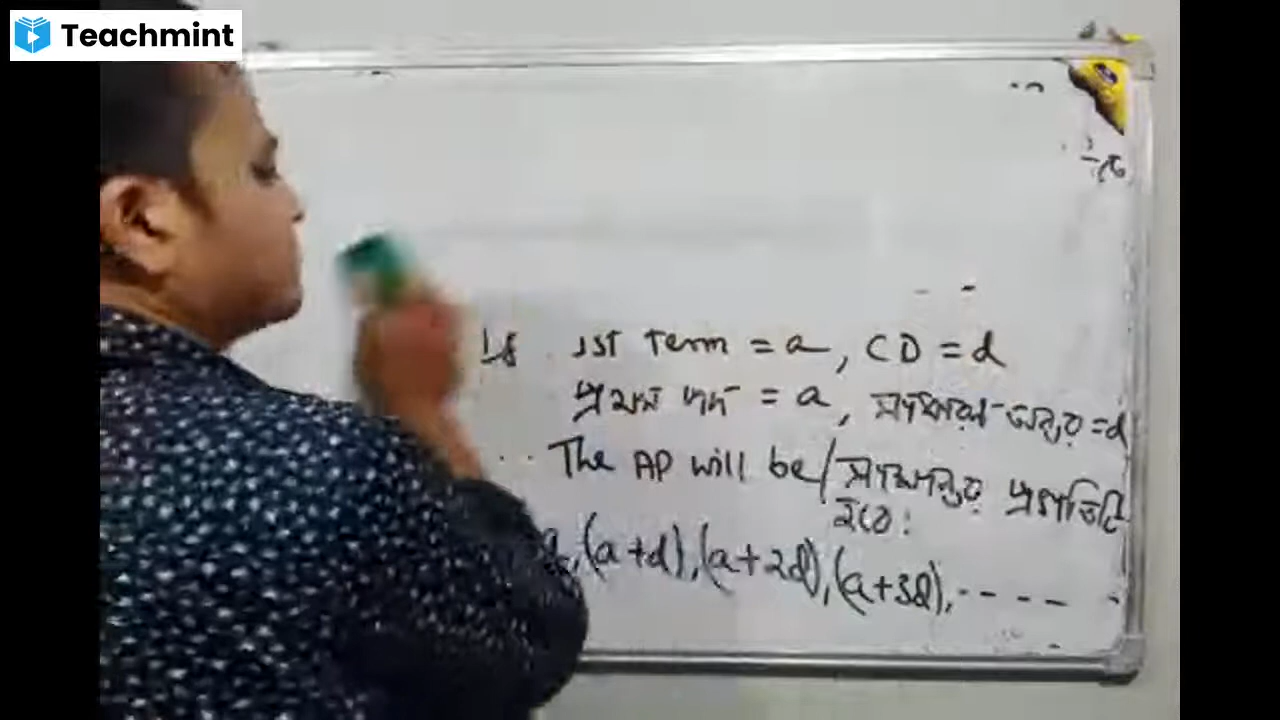 Teachmint
If 1st Term = a, CD = d
প্রথম পদ = a, সাধারণ অন্তর = d
The AP will be / সমান্তর প্রগতিটি
হবে:
a, (a+d), (a+2d), (a+3d), ----